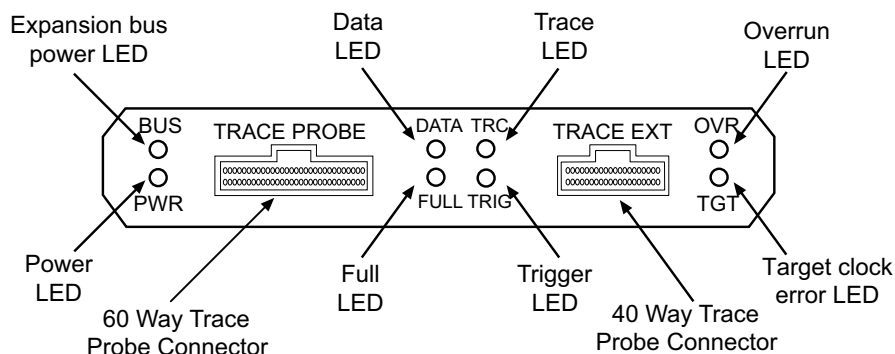 Expansion bus
power LED
Data
LED
Trace
LED
Overrun
LED
BUS
TRACE PROBE
DATA TRC
TRACE EXT
OVR
PWR
FULL TRIG
TGT
Power
LED
60 Way Trace
Probe Connector
Full
LED
Trigger
LED
40 Way Trace
Probe Connector
Target clock
error LED